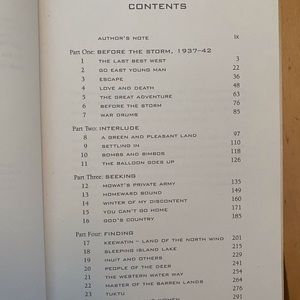 CONTENTS
AUTHOR'S NOTE ix
Part One: BEFORE THE STORM, 1937–42
1 THE LAST BEST WEST 3
2 GO EAST YOUNG MAN 22
3 ESCAPE 36
4 LOVE AND DEATH 48
5 THE GREAT ADVENTURE 63
6 BEFORE THE STORM 76
7 WAR DRUMS 85
Part Two: INTERLUDE
8 A GREEN AND PLEASANT LAND 97
9 SETTLING IN 110
10 BOMBS AND BIMBOS 118
11 THE BALLOON GOES UP 126
Part Three: SEEKING
12 MOWAT'S PRIVATE ARMY 135
13 HOMEWARD BOUND 149
14 WINTER OF MY DISCONTENT 160
15 YOU CAN'T GO HOME 171
16 GOD'S COUNTRY 185
Part Four: FINDING
17 KEEWATIN – LAND OF THE NORTH WIND 201
18 SLEEPING ISLAND LAKE 215
19 INUIT AND OTHERS 229
20 PEOPLE OF THE DEER 241
21 THE WESTERN WATER WAY 254
22 MASTER OF THE BARREN LANDS 264
23 TUKTU 276
291